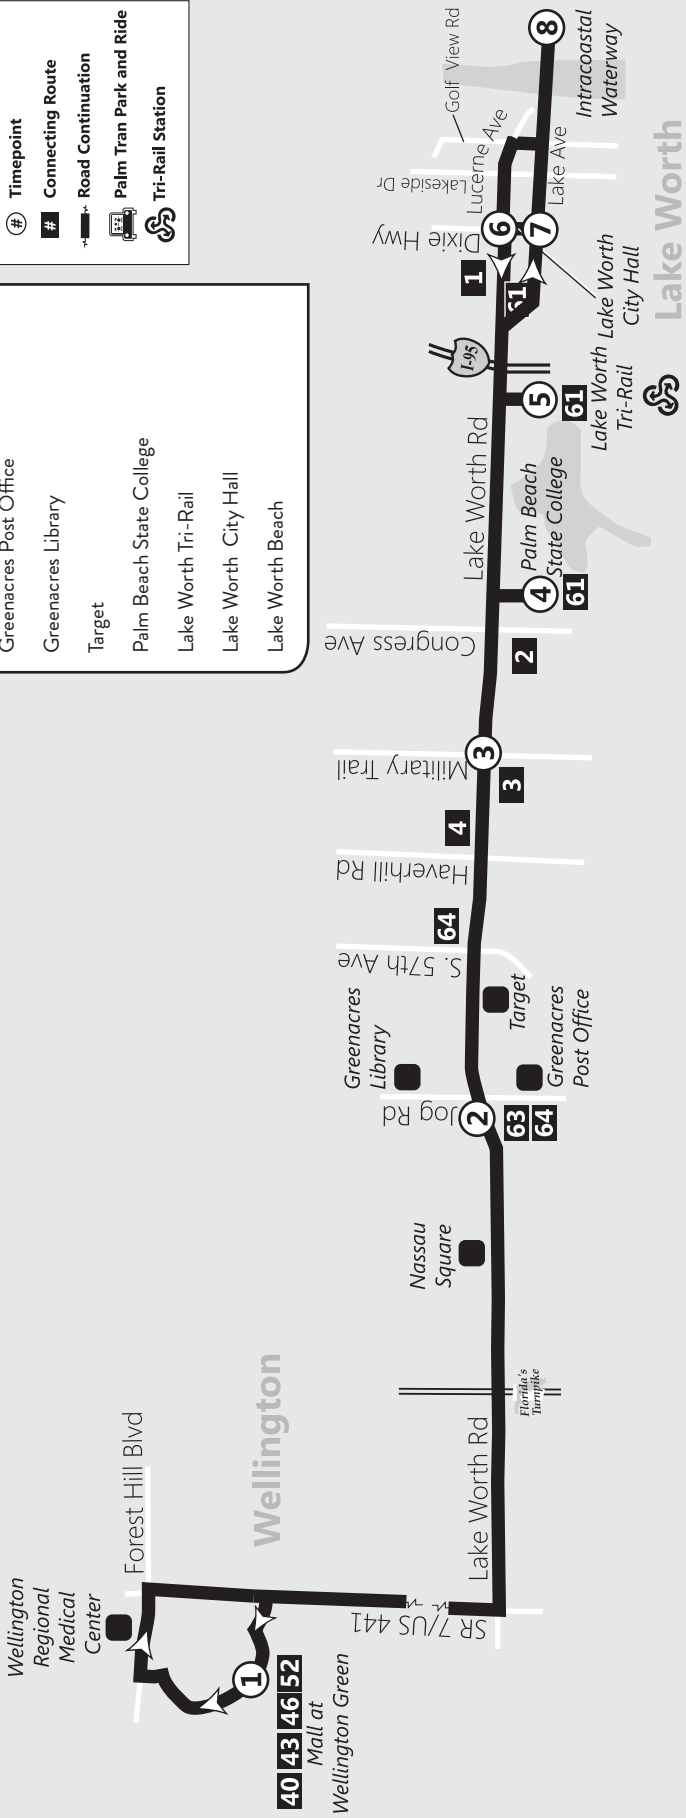 # Timepoint
# Connecting Route
Road Continuation
Palm Tran Park and Ride
Tri-Rail Station
Greenacres Post Office
Greenacres Library
Target
Palm Beach State College
Lake Worth Tri-Rail
Lake Worth City Hall
Lake Worth Beach
Wellington
Regional
Medical
Center
Forest Hill Blvd
Wellington
1
40 43 46 52
Mall at
Wellington Green
SR 7/US 441
Lake Worth Rd
Florida's
Turnpike
Nassau
Square
Jog Rd
2
63
64
Greenacres
Library
Greenacres
Post Office
Target
S. 57th Ave
64
Haverhill Rd
4
Military Trail
3
3
Congress Ave
2
4
61
Palm Beach
State College
Lake Worth Rd
5
61
Lake Worth
Tri-Rail
I-95
61
1
Dixie Hwy
6
7
Lake Worth
City Hall
Lake Worth
Lakeside Dr
Lucerne Ave
Lake Ave
Golf View Rd
Intracoastal
Waterway
8